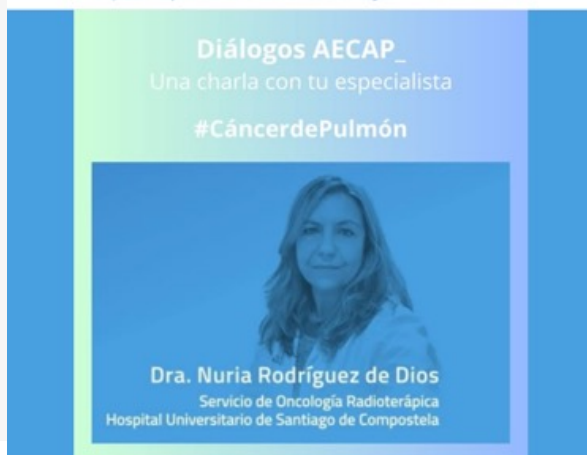 Diálogos AECAP_
Una charla con tu especialista
#CáncerdePulmón
Dra. Nuria Rodríguez de Dios
Servicio de Oncología Radioterápica
Hospital Universitario de Santiago de Compostela